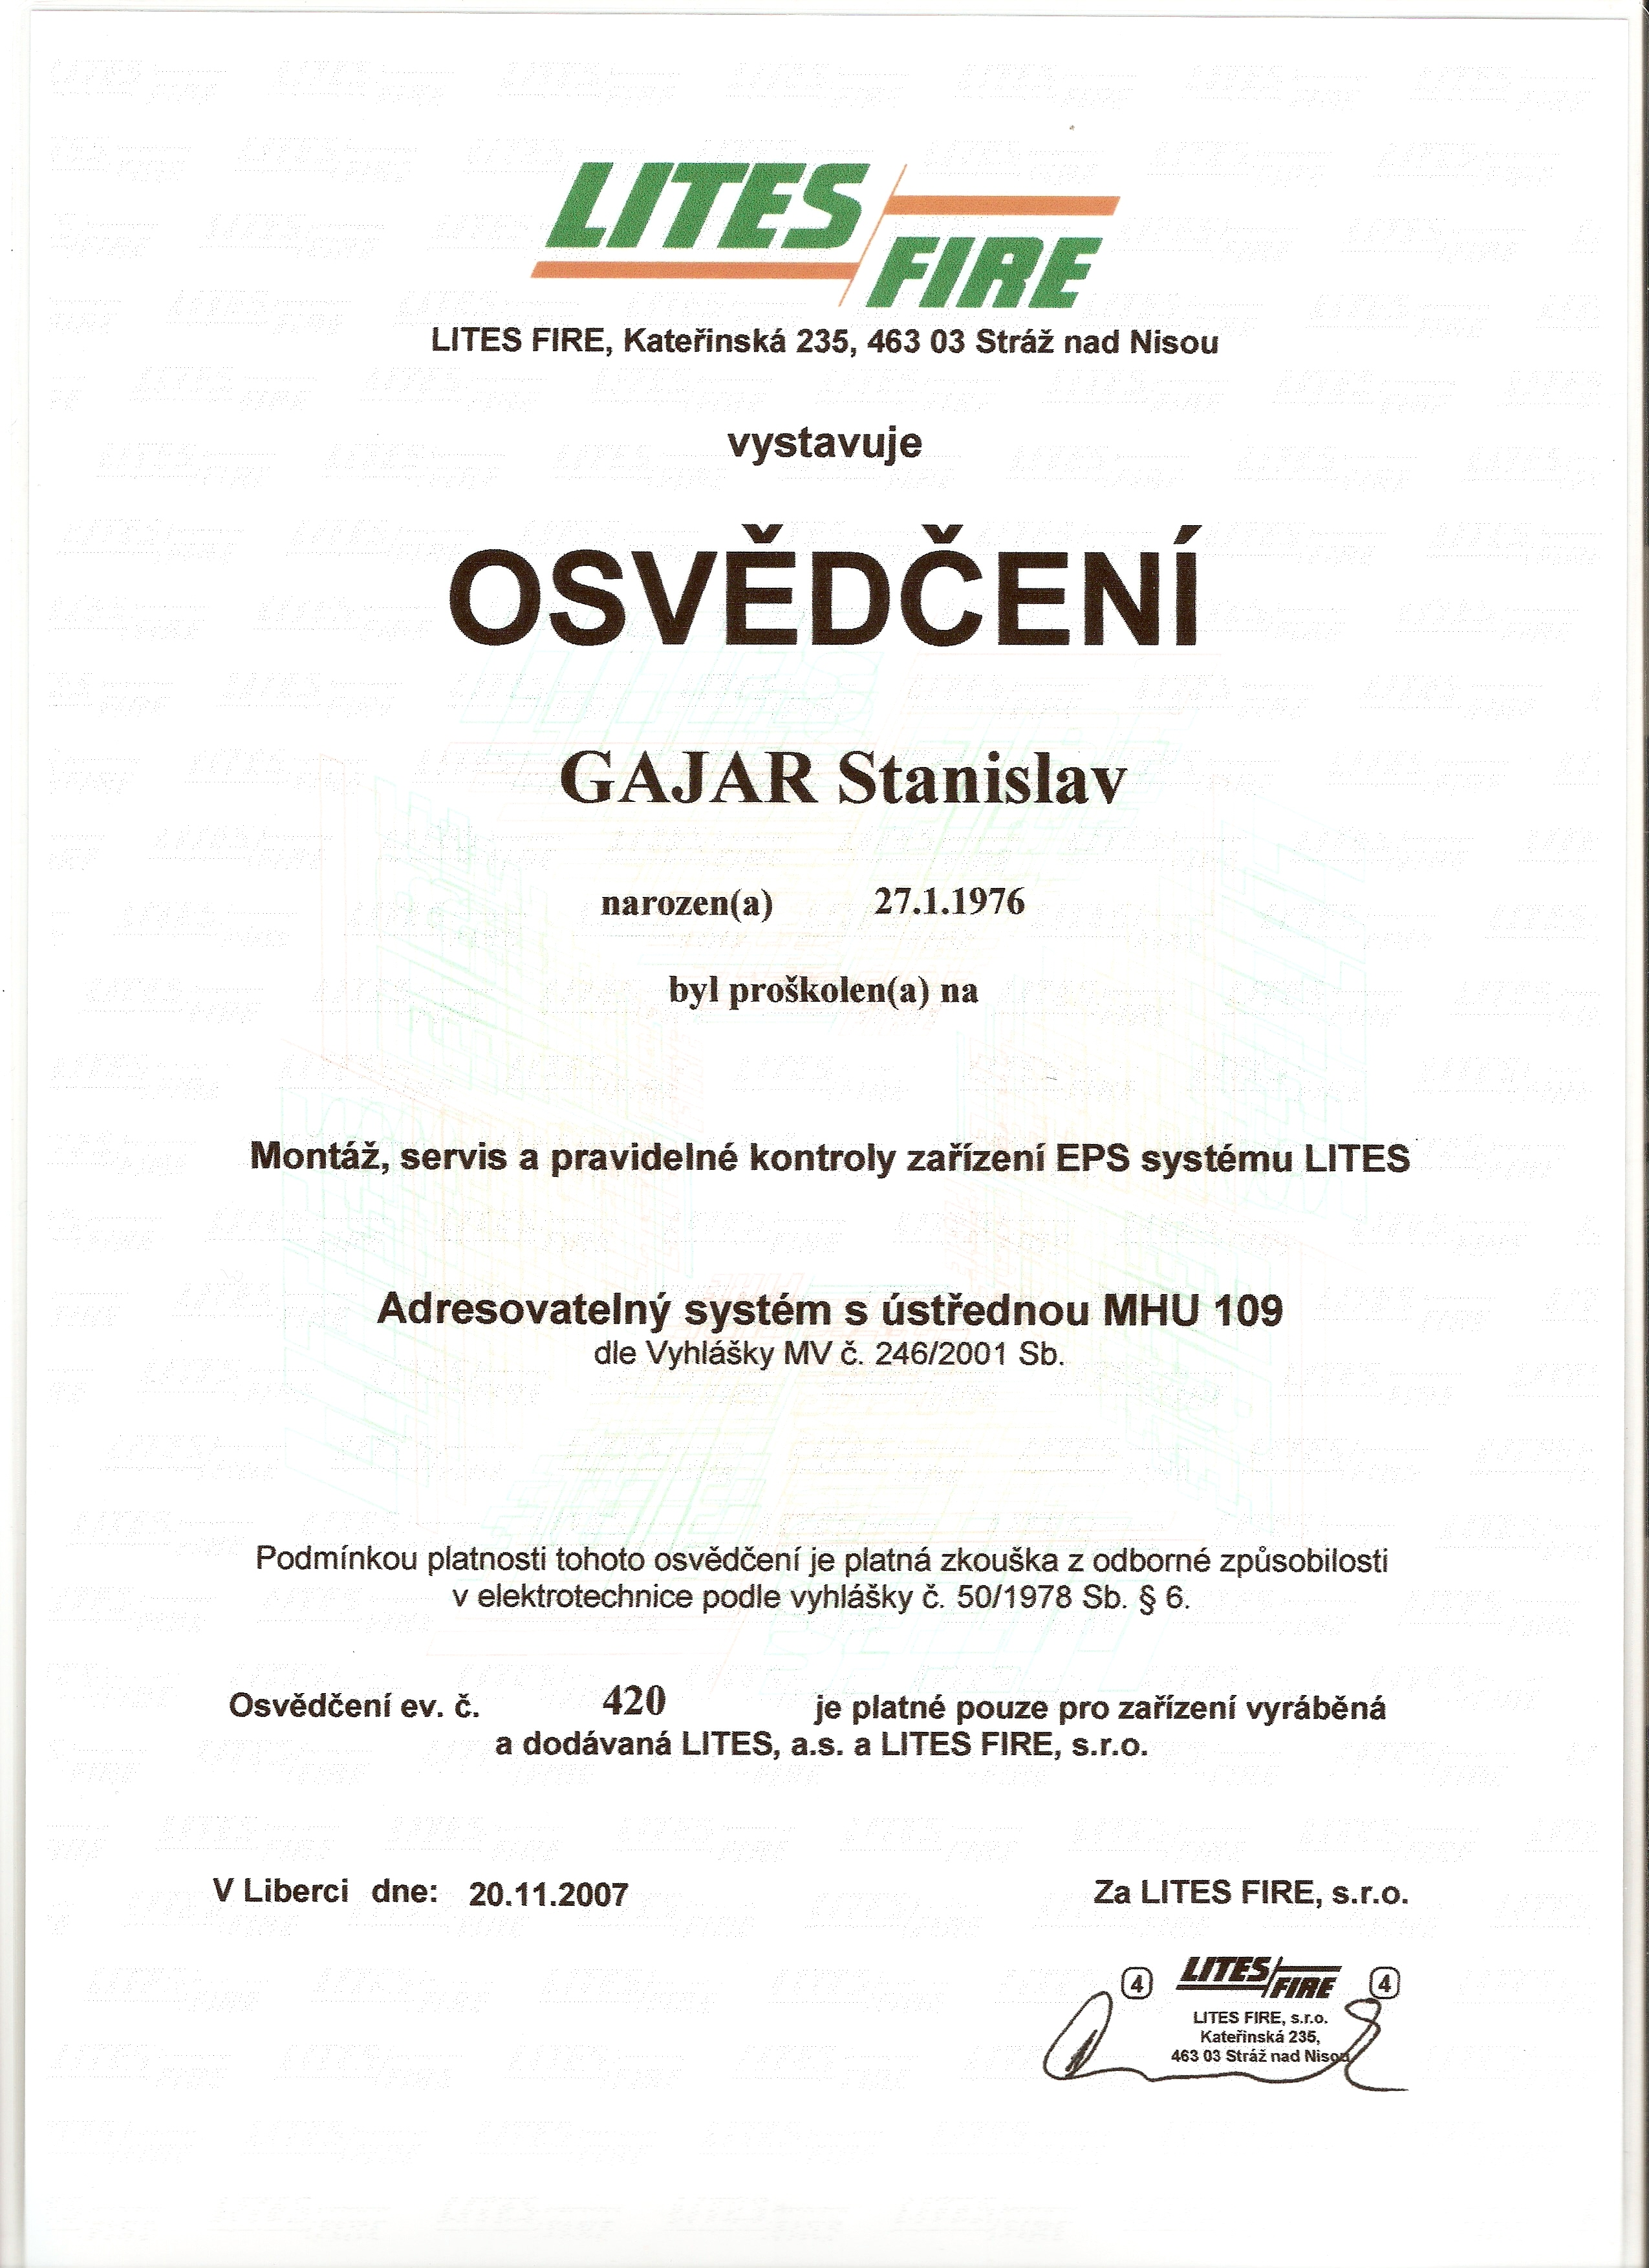 LITES FIRE
LITES FIRE, Kateřinská 235, 463 03 Stráž nad Nisou
vystavuje
OSVĚDČENÍ
GAJAR Stanislav
narozen(a) 27.1.1976
byl proškolen(a) na
Montáž, servis a pravidelné kontroly zařízení EPS systému LITES
Adresovatelný systém s ústřednou MHU 109
dle Vyhlášky MV č. 246/2001 Sb.
Podmínkou platnosti tohoto osvědčení je platná zkouška z odborné způsobilosti
v elektrotechnice podle vyhlášky č. 50/1978 Sb. § 6.
Osvědčení ev. č. 420 je platné pouze pro zařízení vyráběná
a dodávaná LITES, a.s. a LITES FIRE, s.r.o.
V Liberci dne: 20.11.2007 Za LITES FIRE, s.r.o.
4 LITES FIRE 4
LITES FIRE, s.r.o.
Kateřinská 235,
463 03 Stráž nad Nisou